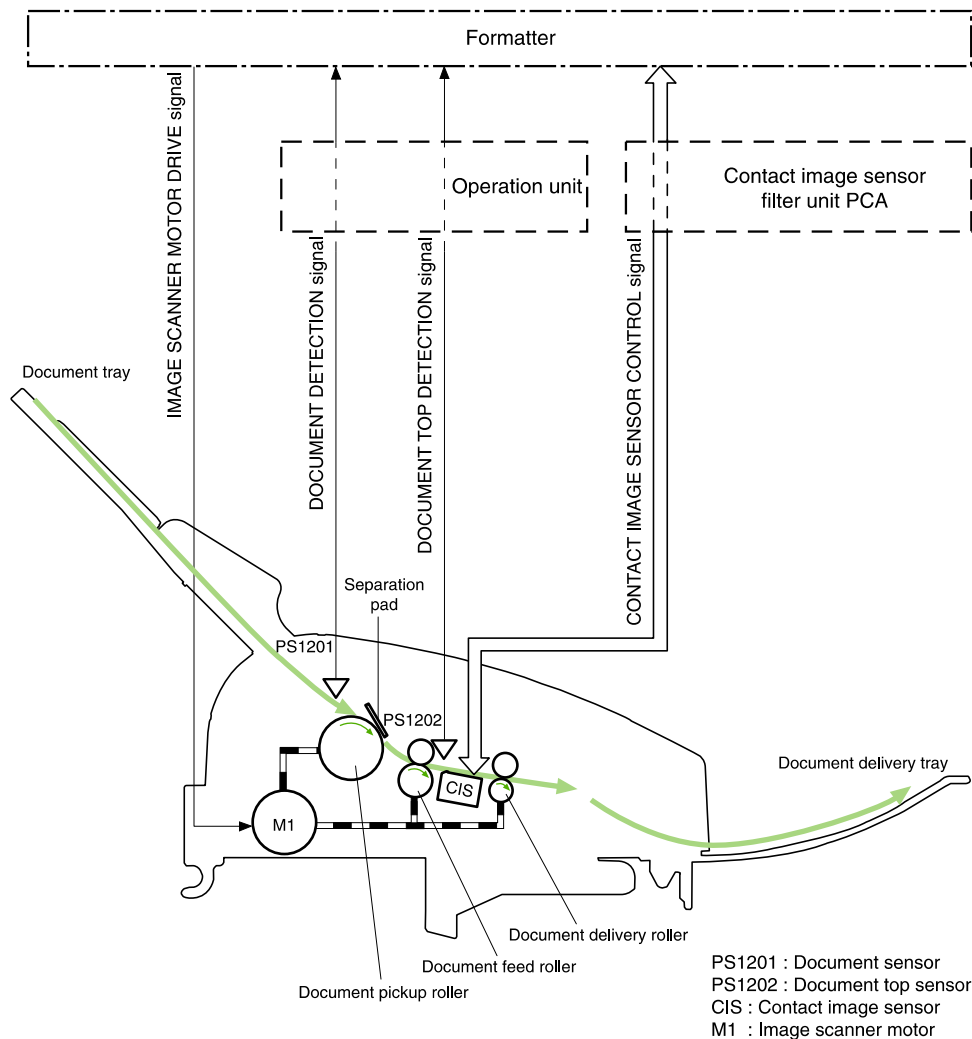 Formatter
IMAGE SCANNER MOTOR DRIVE signal
DOCUMENT DETECTION signal
DOCUMENT TOP DETECTION signal
CONTACT IMAGE SENSOR CONTROL signal
Operation unit
Contact image sensor
filter unit PCA
Document tray
Separation
pad
PS1201
PS1202
CIS
M1
Document delivery tray
Document delivery roller
Document feed roller
Document pickup roller
PS1201 : Document sensor
PS1202 : Document top sensor
CIS : Contact image sensor
M1 : Image scanner motor